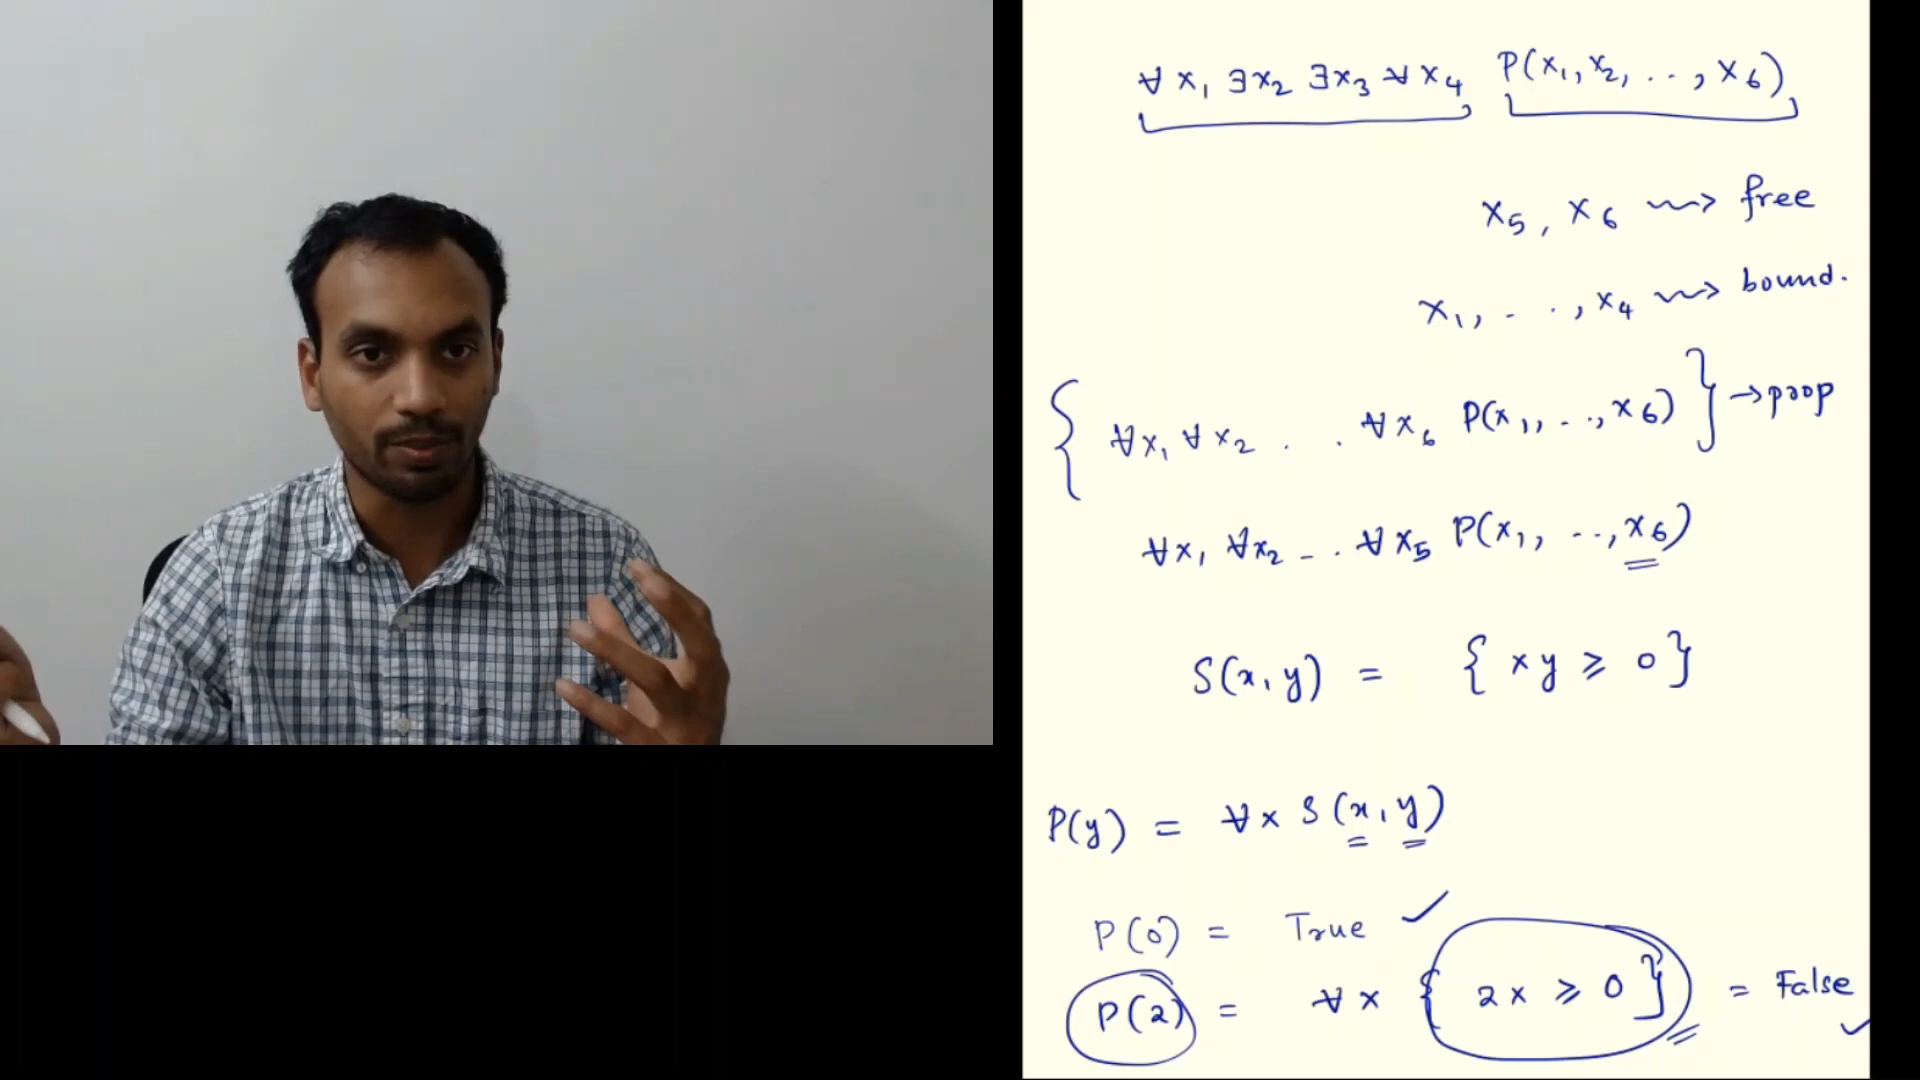 ∀x₁ ∃x₂ ∃x₃ ∀x₄ P(x₁, x₂, . . , x₆)
x₅, x₆ ⇝ free
x₁, . . , x₄ ⇝ bound.
{ ∀x₁ ∀x₂ . . ∀x₆ P(x₁, . . , x₆) } → prop
∀x₁ ∀x₂ . . ∀x₅ P(x₁, . . , x₆)
S(x, y) = { xy ⩾ 0 }
P(y) = ∀x S(x, y)
P(0) = True ✓
P(2) = ∀x { 2x ⩾ 0 } = False ✓